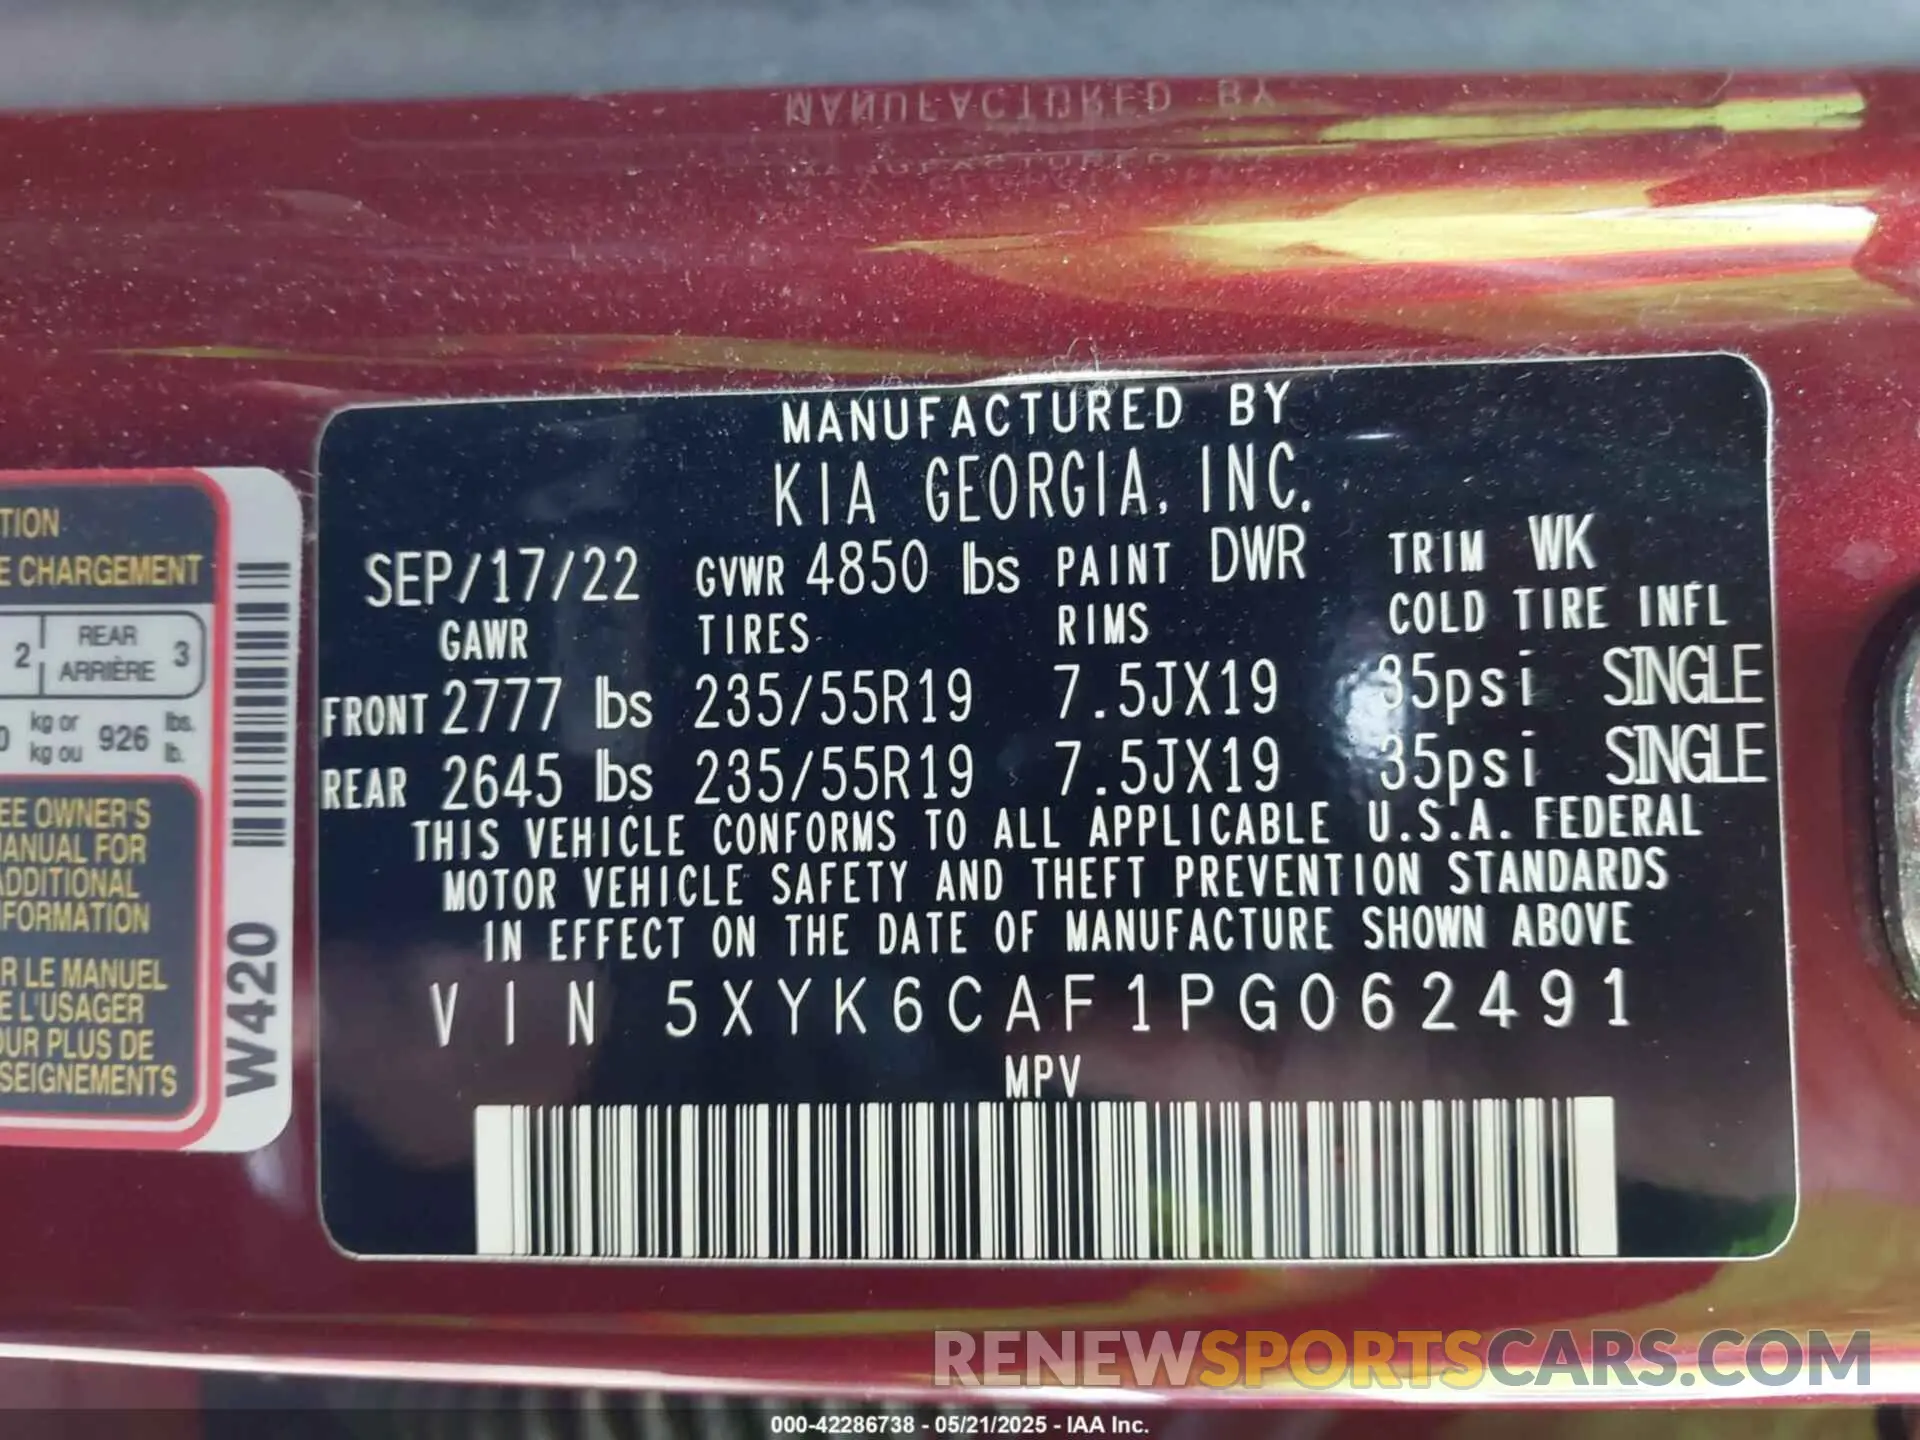 MANUFACTURED BY
MANUFACTURED BY
KIA GEORGIA, INC.
SEP/17/22 GVWR 4850 lbs PAINT DWR TRIM WK
GAWR TIRES RIMS COLD TIRE INFL
FRONT 2777 lbs 235/55R19 7.5JX19 35psi SINGLE
REAR 2645 lbs 235/55R19 7.5JX19 35psi SINGLE
THIS VEHICLE CONFORMS TO ALL APPLICABLE U.S.A. FEDERAL
MOTOR VEHICLE SAFETY AND THEFT PREVENTION STANDARDS
IN EFFECT ON THE DATE OF MANUFACTURE SHOWN ABOVE
VIN 5XYK6CAF1PG062491
MPV
TION
E CHARGEMENT
2 REAR 3
ARRIÈRE
0 kg or 926 lbs.
kg ou lb.
EE OWNER'S
ANUAL FOR
ADDITIONAL
NFORMATION
R LE MANUEL
E L'USAGER
OUR PLUS DE
SEIGNEMENTS
W420
RENEWSPORTSCARS.COM
000-42286738 - 05/21/2025 - IAA Inc.